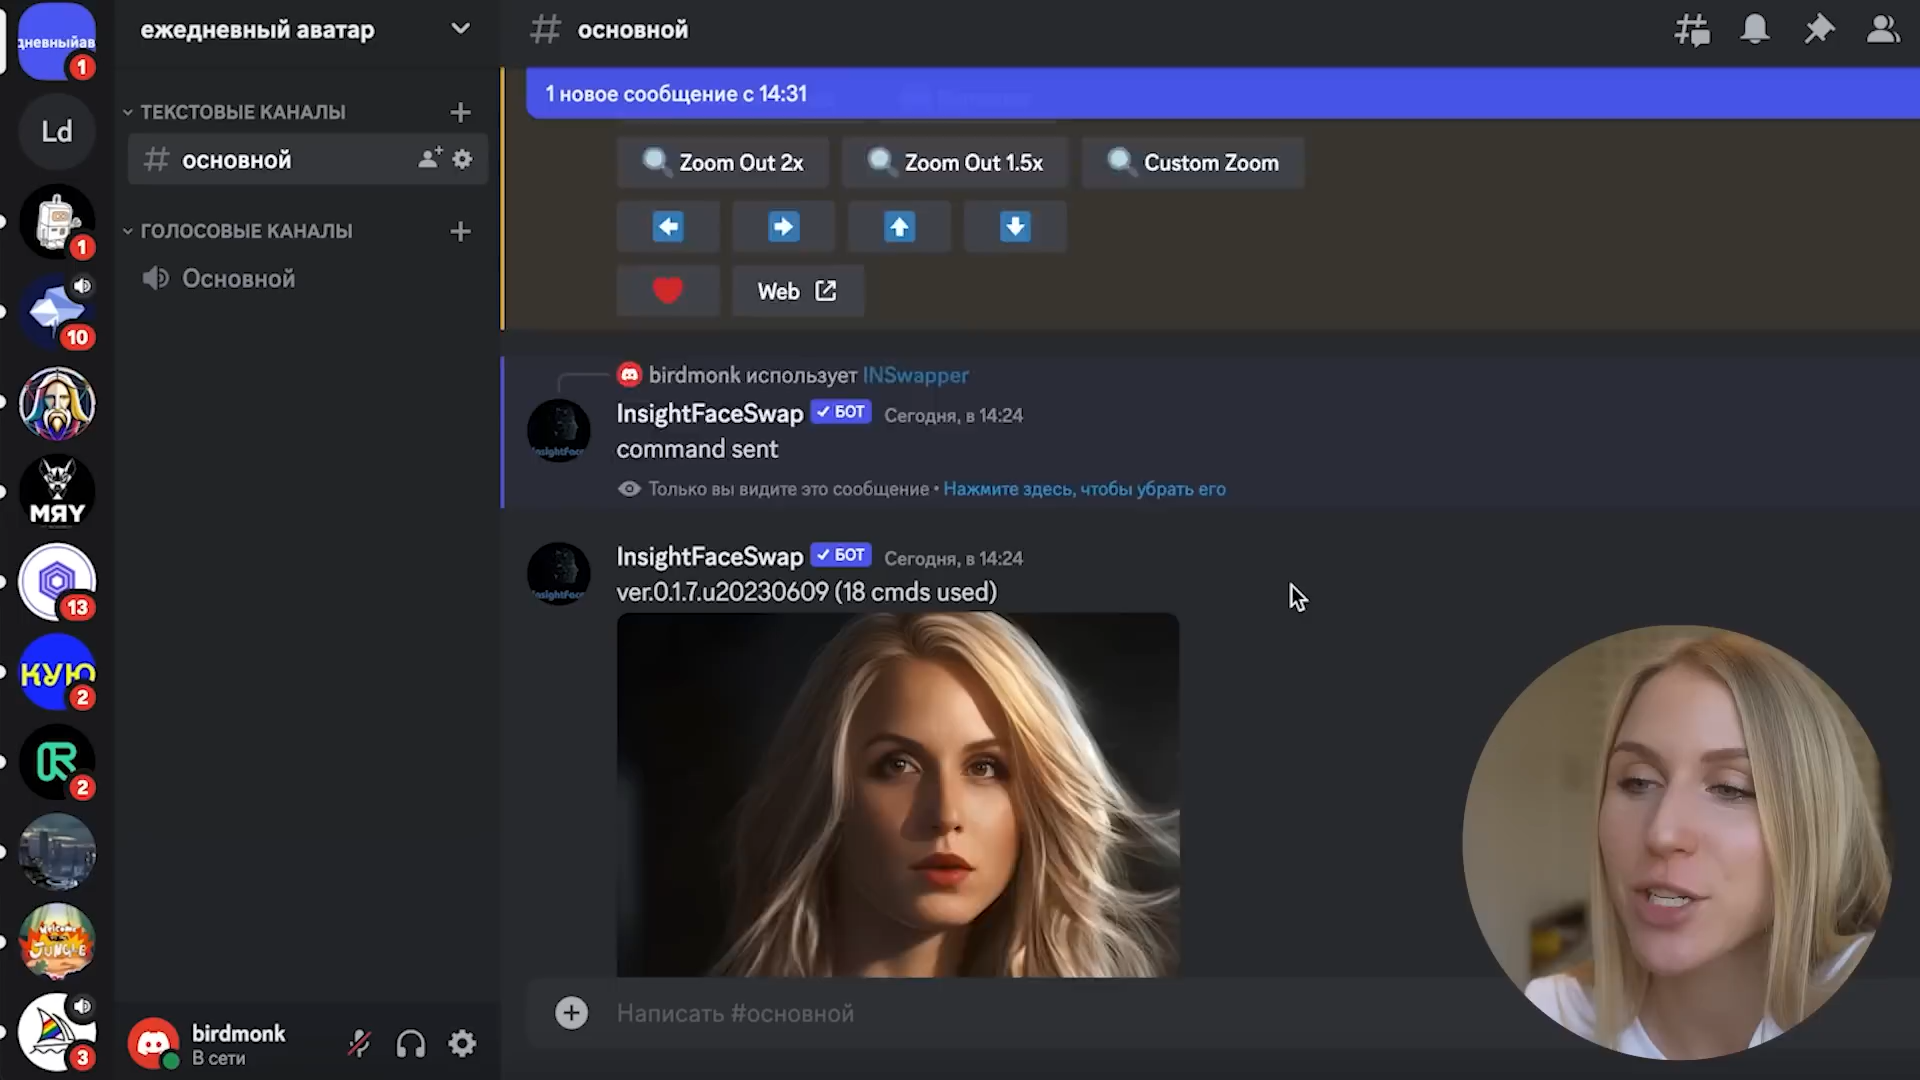 дневныйав
1
Ld
1
10
МЯУ
13
КУЮ
2
2
Welcome
JUNGLE
3
ежедневный аватар
ТЕКСТОВЫЕ КАНАЛЫ
основной
ГОЛОСОВЫЕ КАНАЛЫ
Основной
birdmonk
В сети
основной
1 новое сообщение с 14:31
Zoom Out 2x
Zoom Out 1.5x
Custom Zoom
Web
birdmonk использует INSwapper
InsightFaceSwap БОТ Сегодня, в 14:24
command sent
Только вы видите это сообщение • Нажмите здесь, чтобы убрать его
InsightFaceSwap БОТ Сегодня, в 14:24
ver.0.1.7.u20230609 (18 cmds used)
Написать #основной